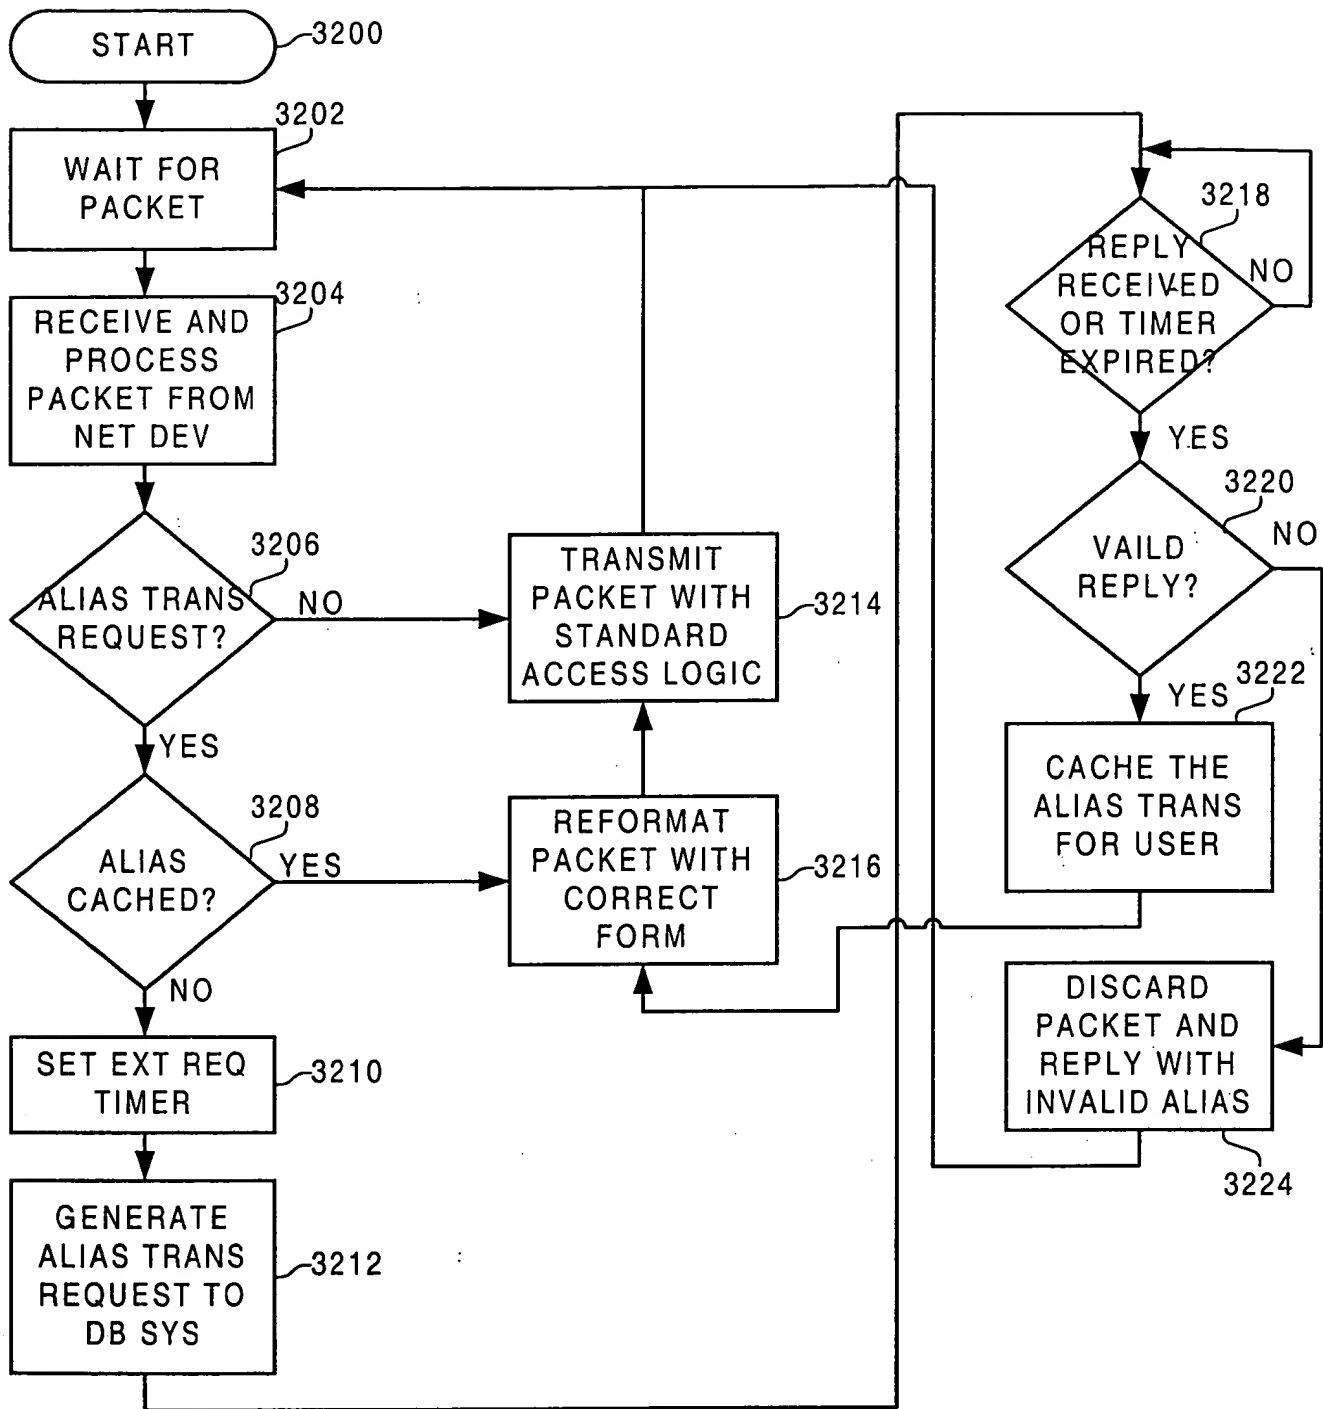 START
3200
3202
WAIT FOR
PACKET
3204
RECEIVE AND
PROCESS
PACKET FROM
NET DEV
3206
ALIAS TRANS
REQUEST?
NO
YES
3208
ALIAS
CACHED?
YES
NO
SET EXT REQ
TIMER
3210
GENERATE
ALIAS TRANS
REQUEST TO
DB SYS
3212
TRANSMIT
PACKET WITH
STANDARD
ACCESS LOGIC
3214
REFORMAT
PACKET WITH
CORRECT
FORM
3216
3218
REPLY
RECEIVED
OR TIMER
EXPIRED?
NO
YES
3220
VAILD
REPLY?
NO
YES
3222
CACHE THE
ALIAS TRANS
FOR USER
DISCARD
PACKET AND
REPLY WITH
INVALID ALIAS
3224